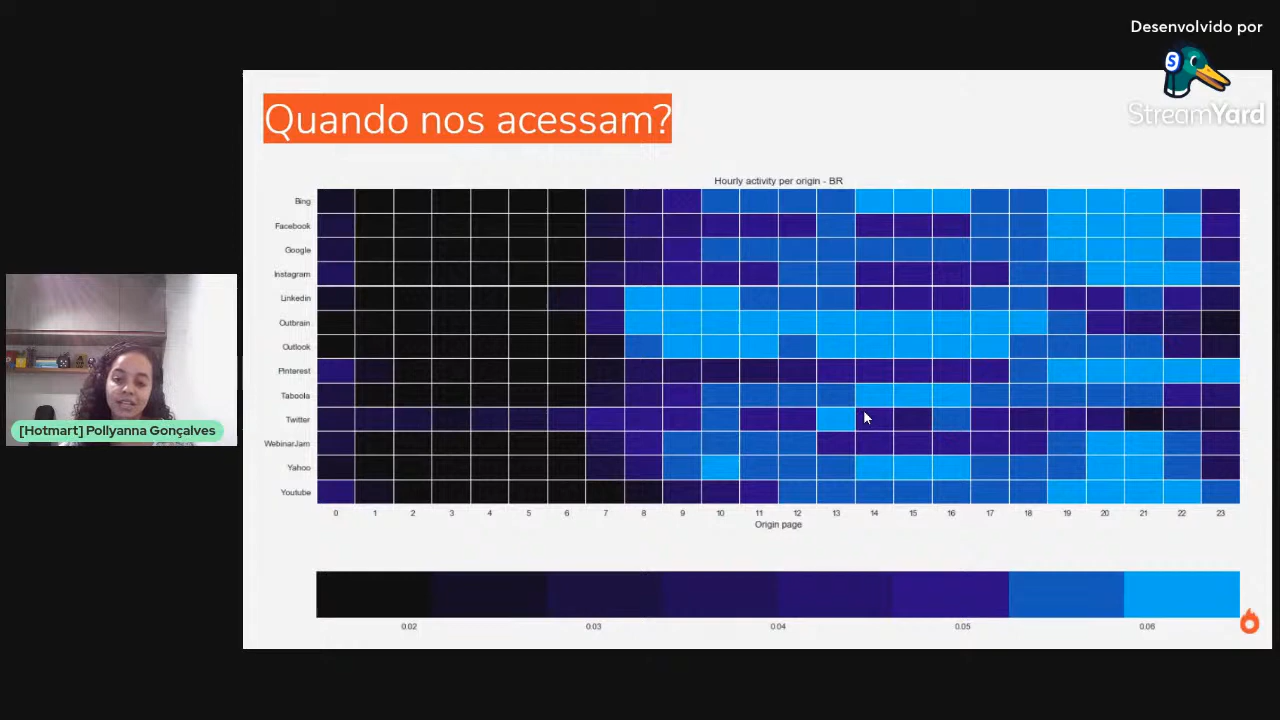 Desenvolvido por
StreamYard
Quando nos acessam?
Hourly activity per origin - BR
Bing
Facebook
Google
Instagram
Linkedin
Outbrain
Outlook
Pinterest
Taboola
Twitter
WebinarJam
Yahoo
Youtube
0 1 2 3 4 5 6 7 8 9 10 11 12 13 14 15 16 17 18 19 20 21 22 23
Origin page
0.02 0.03 0.04 0.05 0.06
[Hotmart] Pollyanna Gonçalves